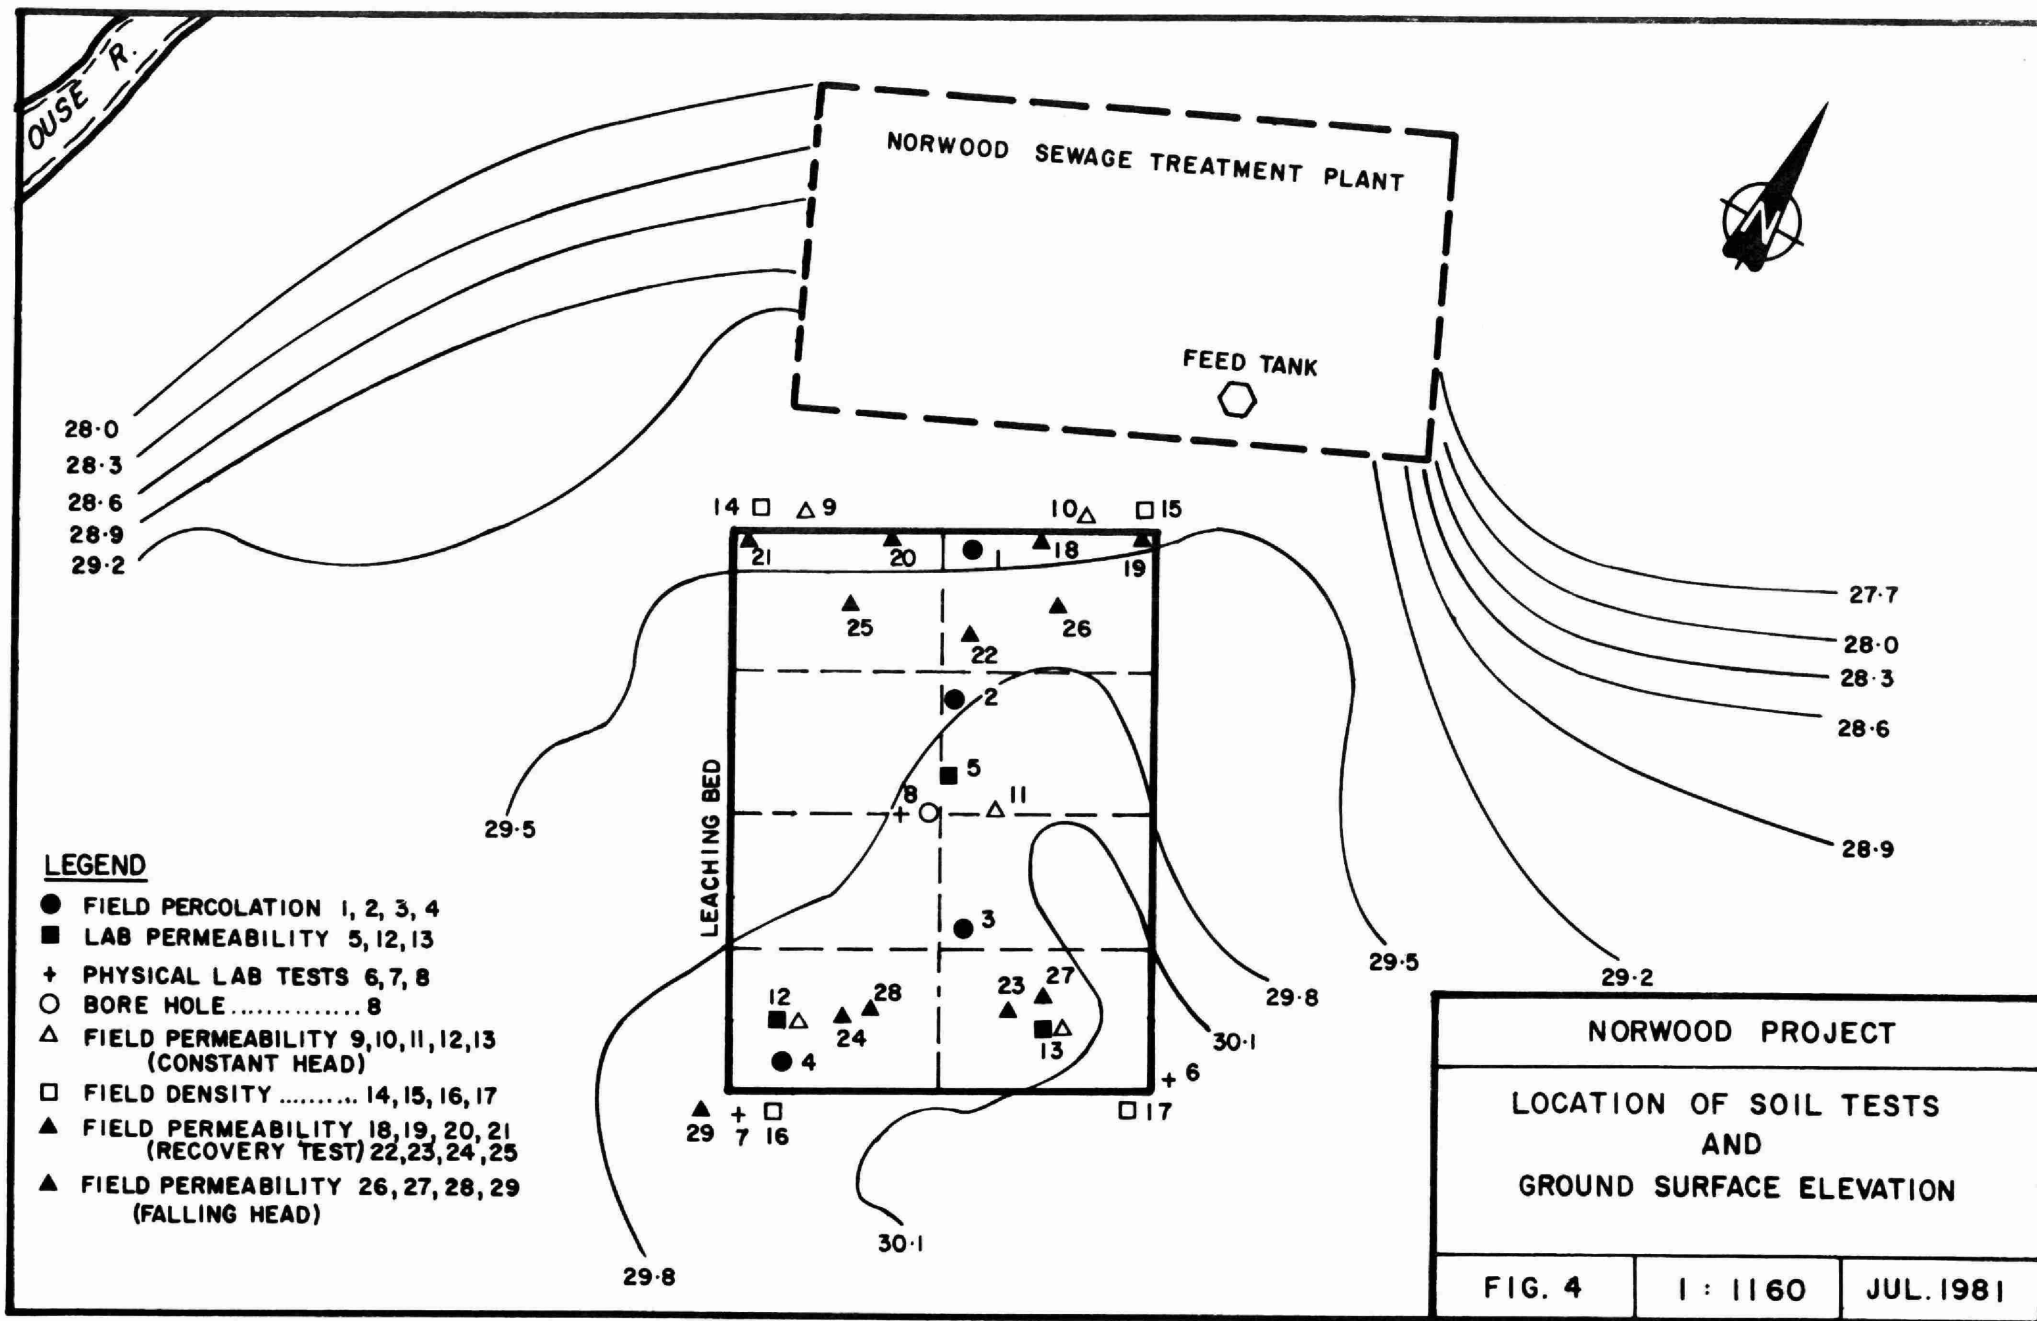 OUSE R.
NORWOOD SEWAGE TREATMENT PLANT
N
FEED TANK
28·0
28·3
28·6
28·9
29·2
14 9 10 15
21 20 1 18 19
25 22 26
2
5
8 11
3
12 28 23 27
24 13
4
6
29 7 16 17
LEACHING BED
27·7
28·0
28·3
28·6
28·9
29·5
29·5
29·2
29·8
30·1
30·1
29·8
LEGEND
FIELD PERCOLATION 1, 2, 3, 4
LAB PERMEABILITY 5, 12, 13
PHYSICAL LAB TESTS 6, 7, 8
BORE HOLE.............. 8
FIELD PERMEABILITY 9,10,11,12,13
(CONSTANT HEAD)
FIELD DENSITY .......... 14, 15, 16, 17
FIELD PERMEABILITY 18, 19, 20, 21
(RECOVERY TEST) 22,23,24,25
FIELD PERMEABILITY 26, 27, 28, 29
(FALLING HEAD)
NORWOOD PROJECT
LOCATION OF SOIL TESTS
AND
GROUND SURFACE ELEVATION
FIG. 4
1 : 1160
JUL. 1981